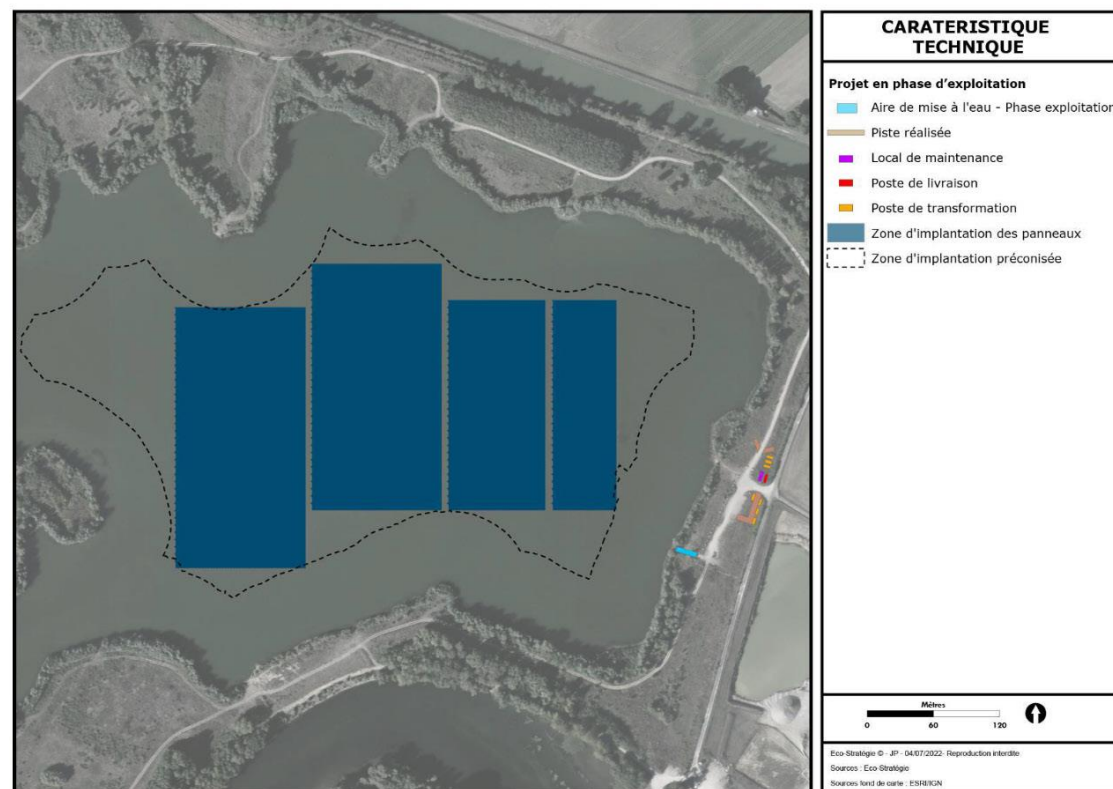 CARATERISTIQUE
TECHNIQUE
Projet en phase d'exploitation
Aire de mise à l'eau - Phase exploitation
Piste réalisée
Local de maintenance
Poste de livraison
Poste de transformation
Zone d'implantation des panneaux
Zone d'implantation préconisée
Mètres
0 60 120
Eco-Stratégie © - JP - 04/07/2022- Reproduction interdite
Sources : Eco-Stratégie
Sources fond de carte : ESRI/IGN